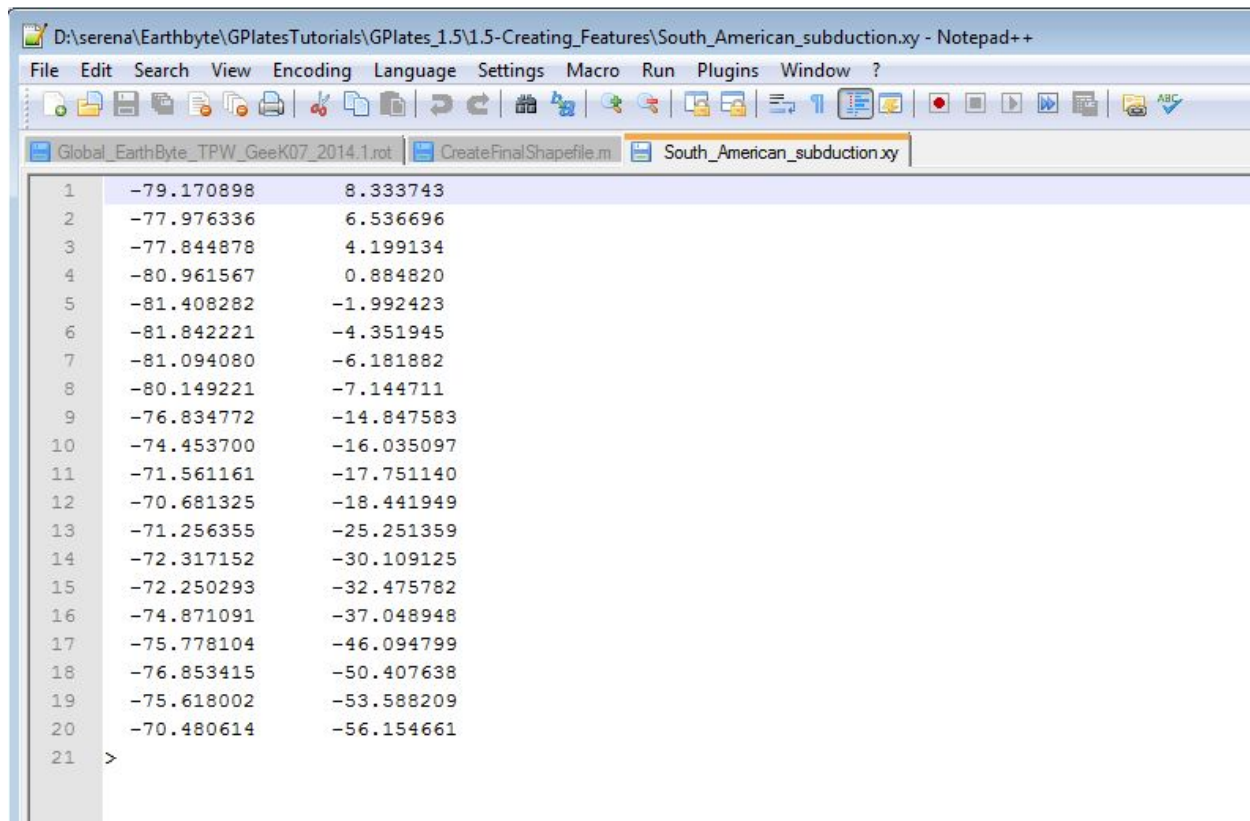 D:\serena\Earthbyte\GPlatesTutorials\GPlates_1.5\1.5-Creating_Features\South_American_subduction.xy - Notepad++
File Edit Search View Encoding Language Settings Macro Run Plugins Window ?
Global_EarthByte_TPW_GeeK07_2014.1.rot CreateFinalShapefile.m South_American_subduction.xy
1 -79.170898 8.333743
2 -77.976336 6.536696
3 -77.844878 4.199134
4 -80.961567 0.884820
5 -81.408282 -1.992423
6 -81.842221 -4.351945
7 -81.094080 -6.181882
8 -80.149221 -7.144711
9 -76.834772 -14.847583
10 -74.453700 -16.035097
11 -71.561161 -17.751140
12 -70.681325 -18.441949
13 -71.256355 -25.251359
14 -72.317152 -30.109125
15 -72.250293 -32.475782
16 -74.871091 -37.048948
17 -75.778104 -46.094799
18 -76.853415 -50.407638
19 -75.618002 -53.588209
20 -70.480614 -56.154661
21 >